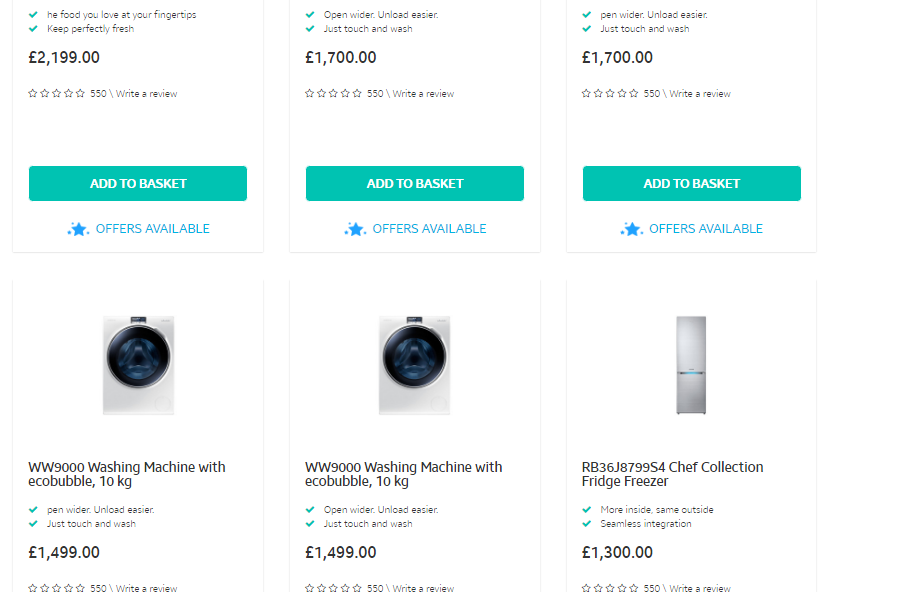 he food you love at your fingertips
Keep perfectly fresh
£2,199.00
550 \ Write a review
ADD TO BASKET
OFFERS AVAILABLE
Open wider. Unload easier.
Just touch and wash
£1,700.00
550 \ Write a review
ADD TO BASKET
OFFERS AVAILABLE
pen wider. Unload easier.
Just touch and wash
£1,700.00
550 \ Write a review
ADD TO BASKET
OFFERS AVAILABLE
WW9000 Washing Machine with
ecobubble, 10 kg
pen wider. Unload easier.
Just touch and wash
£1,499.00
550 \ Write a review
WW9000 Washing Machine with
ecobubble, 10 kg
Open wider. Unload easier.
Just touch and wash
£1,499.00
550 \ Write a review
RB36J8799S4 Chef Collection
Fridge Freezer
More inside, same outside
Seamless integration
£1,300.00
550 \ Write a review